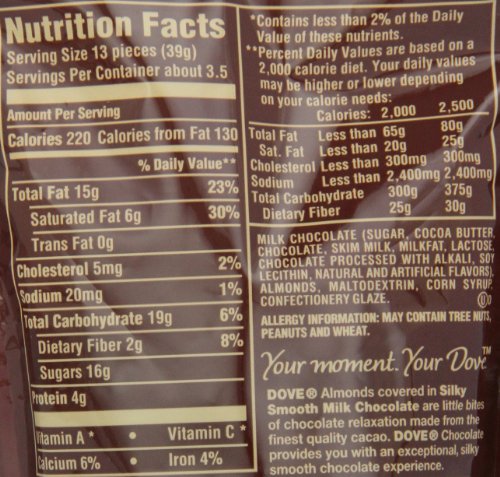 Nutrition Facts
Serving Size 13 pieces (39g)
Servings Per Container about 3.5
Amount Per Serving
Calories 220 Calories from Fat 130
% Daily Value**
Total Fat 15g 23%
Saturated Fat 6g 30%
Trans Fat 0g
Cholesterol 5mg 2%
Sodium 20mg 1%
Total Carbohydrate 19g 6%
Dietary Fiber 2g 8%
Sugars 16g
Protein 4g
Vitamin A * • Vitamin C *
Calcium 6% • Iron 4%
*Contains less than 2% of the Daily
Value of these nutrients.
**Percent Daily Values are based on a
2,000 calorie diet. Your daily values
may be higher or lower depending
on your calorie needs:
Calories: 2,000 2,500
Total Fat Less than 65g 80g
Sat. Fat Less than 20g 25g
Cholesterol Less than 300mg 300mg
Sodium Less than 2,400mg 2,400mg
Total Carbohydrate 300g 375g
Dietary Fiber 25g 30g
MILK CHOCOLATE (SUGAR, COCOA BUTTER,
CHOCOLATE, SKIM MILK, MILKFAT, LACTOSE,
CHOCOLATE PROCESSED WITH ALKALI, SOY
LECITHIN, NATURAL AND ARTIFICIAL FLAVORS),
ALMONDS, MALTODEXTRIN, CORN SYRUP,
CONFECTIONERY GLAZE.
ALLERGY INFORMATION: MAY CONTAIN TREE NUTS,
PEANUTS AND WHEAT.
Your moment. Your Dove.™
DOVE® Almonds covered in Silky
Smooth Milk Chocolate are little bites
of chocolate relaxation made from the
finest quality cacao. DOVE® Chocolate
provides you with an exceptional, silky
smooth chocolate experience.